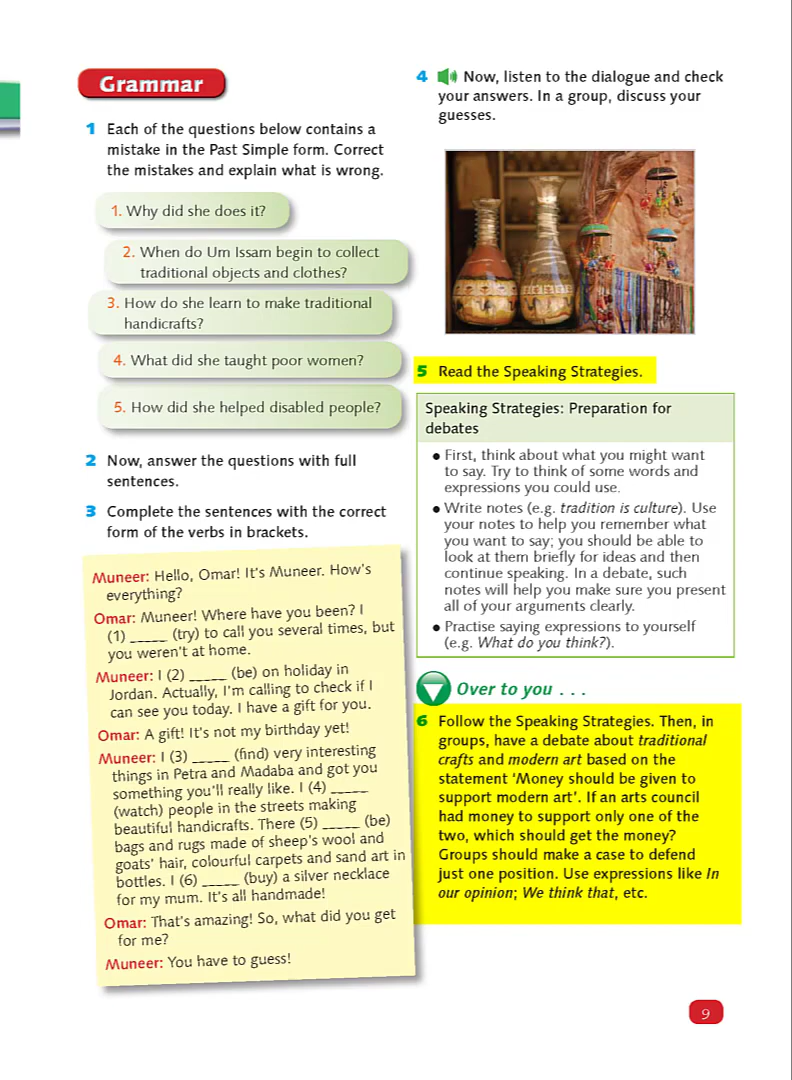 Grammar
1 Each of the questions below contains a
mistake in the Past Simple form. Correct
the mistakes and explain what is wrong.
1. Why did she does it?
2. When do Um Issam begin to collect
traditional objects and clothes?
3. How do she learn to make traditional
handicrafts?
4. What did she taught poor women?
5. How did she helped disabled people?
2 Now, answer the questions with full
sentences.
3 Complete the sentences with the correct
form of the verbs in brackets.
Muneer: Hello, Omar! It's Muneer. How's
everything?
Omar: Muneer! Where have you been? I
(1) _____ (try) to call you several times, but
you weren't at home.
Muneer: I (2) _____ (be) on holiday in
Jordan. Actually, I'm calling to check if I
can see you today. I have a gift for you.
Omar: A gift! It's not my birthday yet!
Muneer: I (3) _____ (find) very interesting
things in Petra and Madaba and got you
something you'll really like. I (4) _____
(watch) people in the streets making
beautiful handicrafts. There (5) _____ (be)
bags and rugs made of sheep's wool and
goats' hair, colourful carpets and sand art in
bottles. I (6) _____ (buy) a silver necklace
for my mum. It's all handmade!
Omar: That's amazing! So, what did you get
for me?
Muneer: You have to guess!
4 Now, listen to the dialogue and check
your answers. In a group, discuss your
guesses.
5 Read the Speaking Strategies.
Speaking Strategies: Preparation for
debates
● First, think about what you might want
to say. Try to think of some words and
expressions you could use.
● Write notes (e.g. tradition is culture). Use
your notes to help you remember what
you want to say; you should be able to
look at them briefly for ideas and then
continue speaking. In a debate, such
notes will help you make sure you present
all of your arguments clearly.
● Practise saying expressions to yourself
(e.g. What do you think?).
Over to you . . .
6 Follow the Speaking Strategies. Then, in
groups, have a debate about traditional
crafts and modern art based on the
statement 'Money should be given to
support modern art'. If an arts council
had money to support only one of the
two, which should get the money?
Groups should make a case to defend
just one position. Use expressions like In
our opinion; We think that, etc.
9